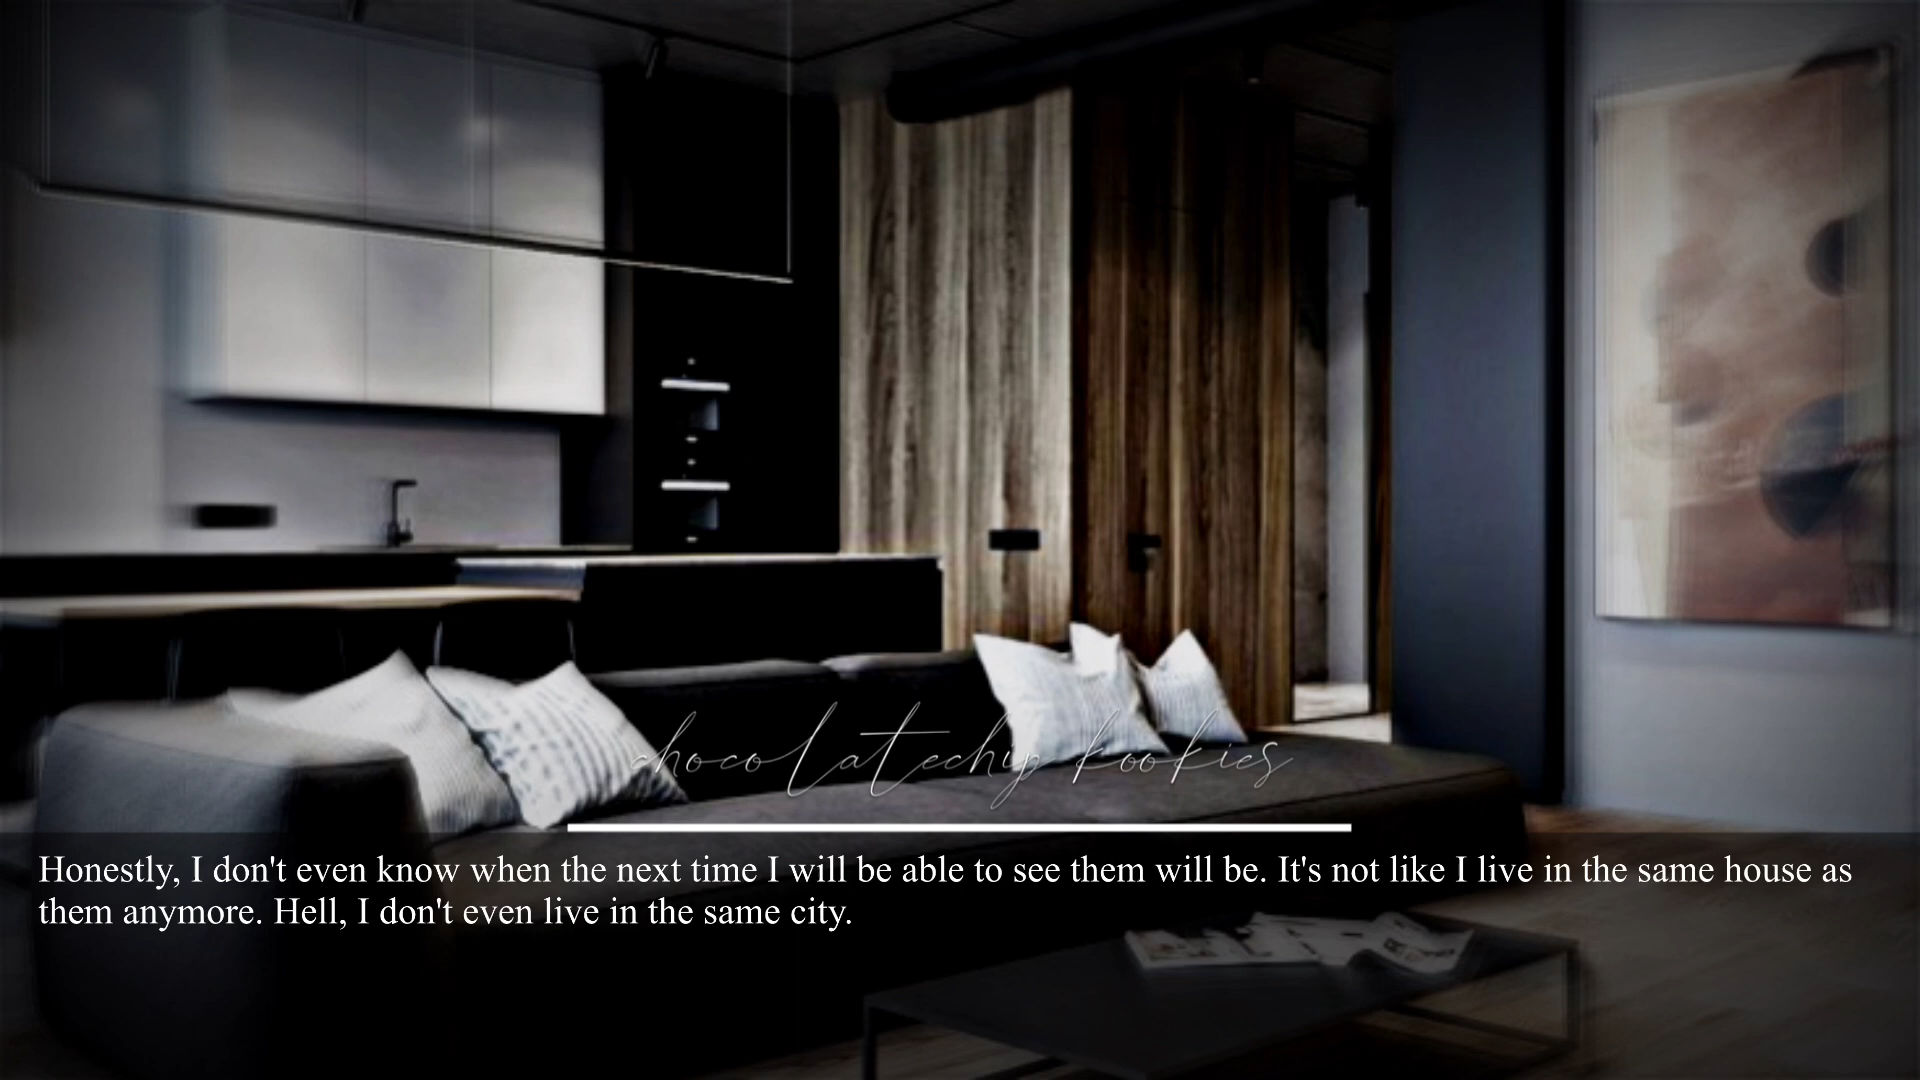 chocolatechip kookies
Honestly, I don't even know when the next time I will be able to see them will be. It's not like I live in the same house as
them anymore. Hell, I don't even live in the same city.